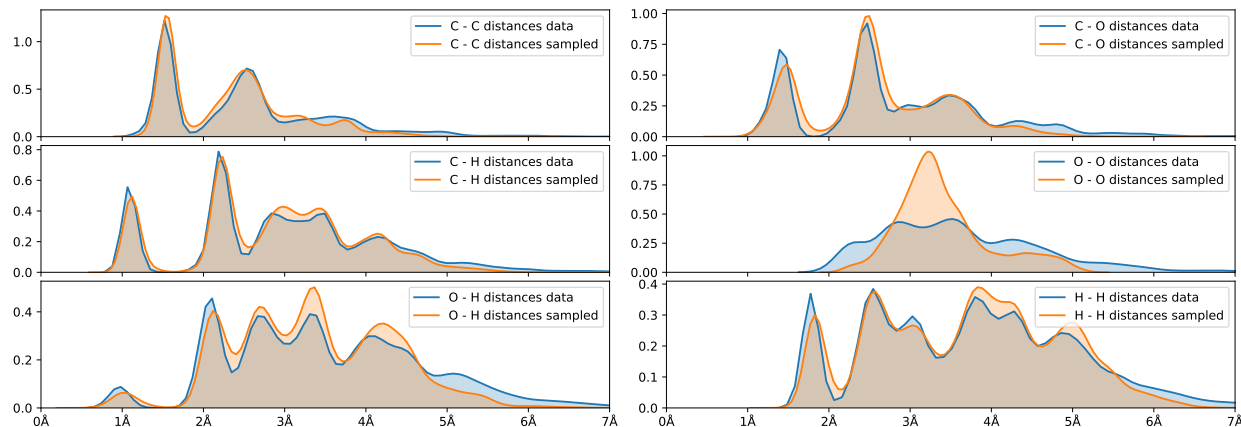 C - C distances data
C - C distances sampled
1.0
0.5
0.0
C - O distances data
C - O distances sampled
1.00
0.75
0.50
0.25
0.00
C - H distances data
C - H distances sampled
0.8
0.6
0.4
0.2
0.0
O - O distances data
O - O distances sampled
1.00
0.75
0.50
0.25
0.00
O - H distances data
O - H distances sampled
0.4
0.2
0.0
0Å 1Å 2Å 3Å 4Å 5Å 6Å 7Å
H - H distances data
H - H distances sampled
0.4
0.3
0.2
0.1
0.0
0Å 1Å 2Å 3Å 4Å 5Å 6Å 7Å